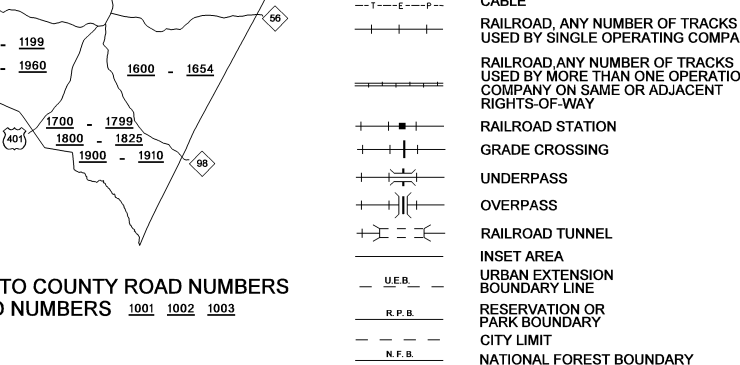 56
- 1199
- 1960
1600 - 1654
1700 - 1799
1800 - 1825
1900 - 1910
401
98
TO COUNTY ROAD NUMBERS
NUMBERS 1001 1002 1003
T E P
CABLE
RAILROAD, ANY NUMBER OF TRACKS
USED BY SINGLE OPERATING COMPA
RAILROAD,ANY NUMBER OF TRACKS
USED BY MORE THAN ONE OPERATIO
COMPANY ON SAME OR ADJACENT
RIGHTS-OF-WAY
RAILROAD STATION
GRADE CROSSING
UNDERPASS
OVERPASS
RAILROAD TUNNEL
INSET AREA
U.E.B.
URBAN EXTENSION
BOUNDARY LINE
R. P. B.
RESERVATION OR
PARK BOUNDARY
CITY LIMIT
N. F. B.
NATIONAL FOREST BOUNDARY